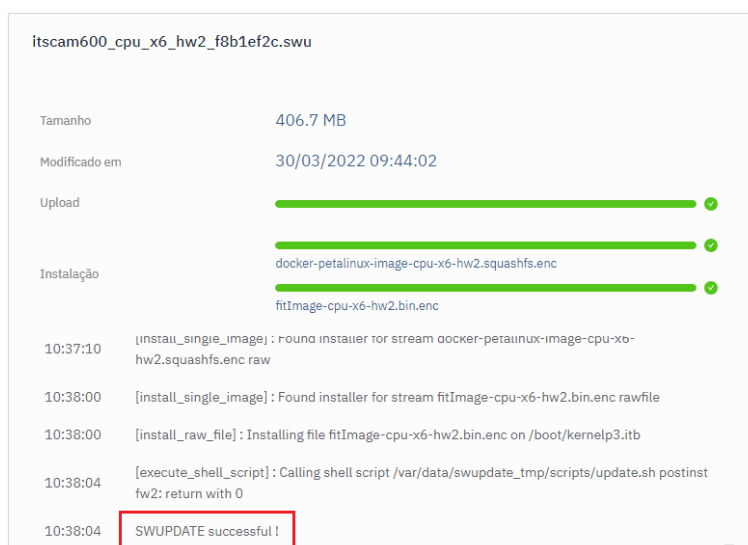 itscam600_cpu_x6_hw2_f8b1ef2c.swu
Tamanho
406.7 MB
Modificado em
30/03/2022 09:44:02
Upload
Instalação
docker-petalinux-image-cpu-x6-hw2.squashfs.enc
fitImage-cpu-x6-hw2.bin.enc
10:37:10
[install_single_image] : Found installer for stream docker-petalinux-image-cpu-x6-
hw2.squashfs.enc raw
10:38:00
[install_single_image] : Found installer for stream fitImage-cpu-x6-hw2.bin.enc rawfile
10:38:00
[install_raw_file] : Installing file fitImage-cpu-x6-hw2.bin.enc on /boot/kernelp3.itb
10:38:04
[execute_shell_script] : Calling shell script /var/data/swupdate_tmp/scripts/update.sh postinst
fw2: return with 0
10:38:04
SWUPDATE successful !